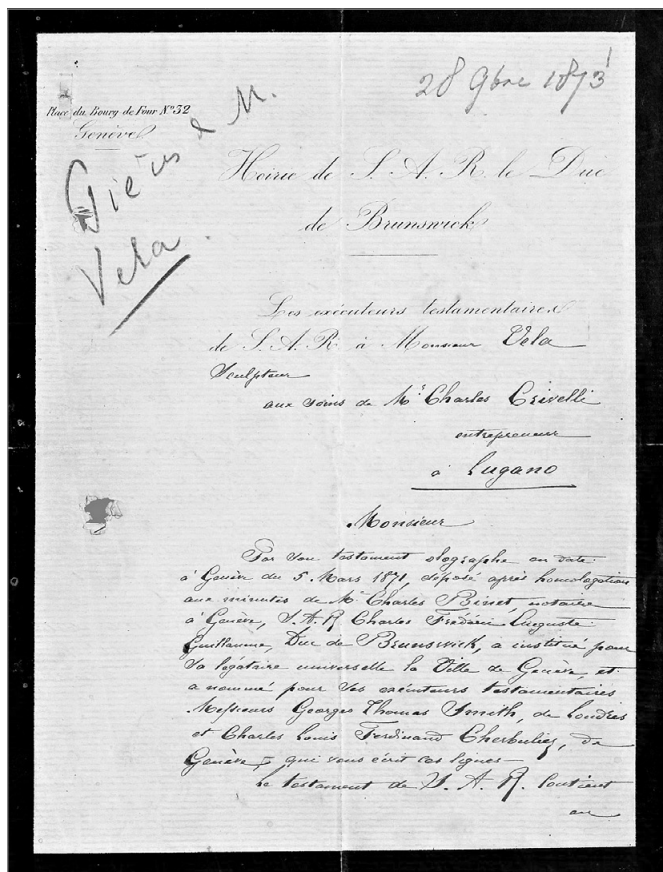 28 9bre 1873
Place du Bourg de Four Nº 32
Genève
Pièces à M.
Vela.
Hoirie de S. A. R. le Duc
de Brunswick
Les exécuteurs testamentaires
de S. A. R. à Monsieur Vela
Sculpteur
aux soins de Mr Charles Crivelli
entrepreneur
à Lugano
Monsieur
Par son testament olographe en date
à Genève du 5 Mars 1871, déposé après homologation
aux minutes de Mr Charles Binet, notaire
à Genève, S. A. R Charles Frédéric Auguste
Guillaume, Duc de Brunswick, a institué pour
sa légataire universelle la Ville de Genève, et
a nommé pour ses exécuteurs testamentaires
Messieurs Georges Thomas Smith, de Londres
et Charles Louis Ferdinand Cherbuliez, de
Genève, qui vous écrit ces lignes —
Le testament de S. A. R. contient
au